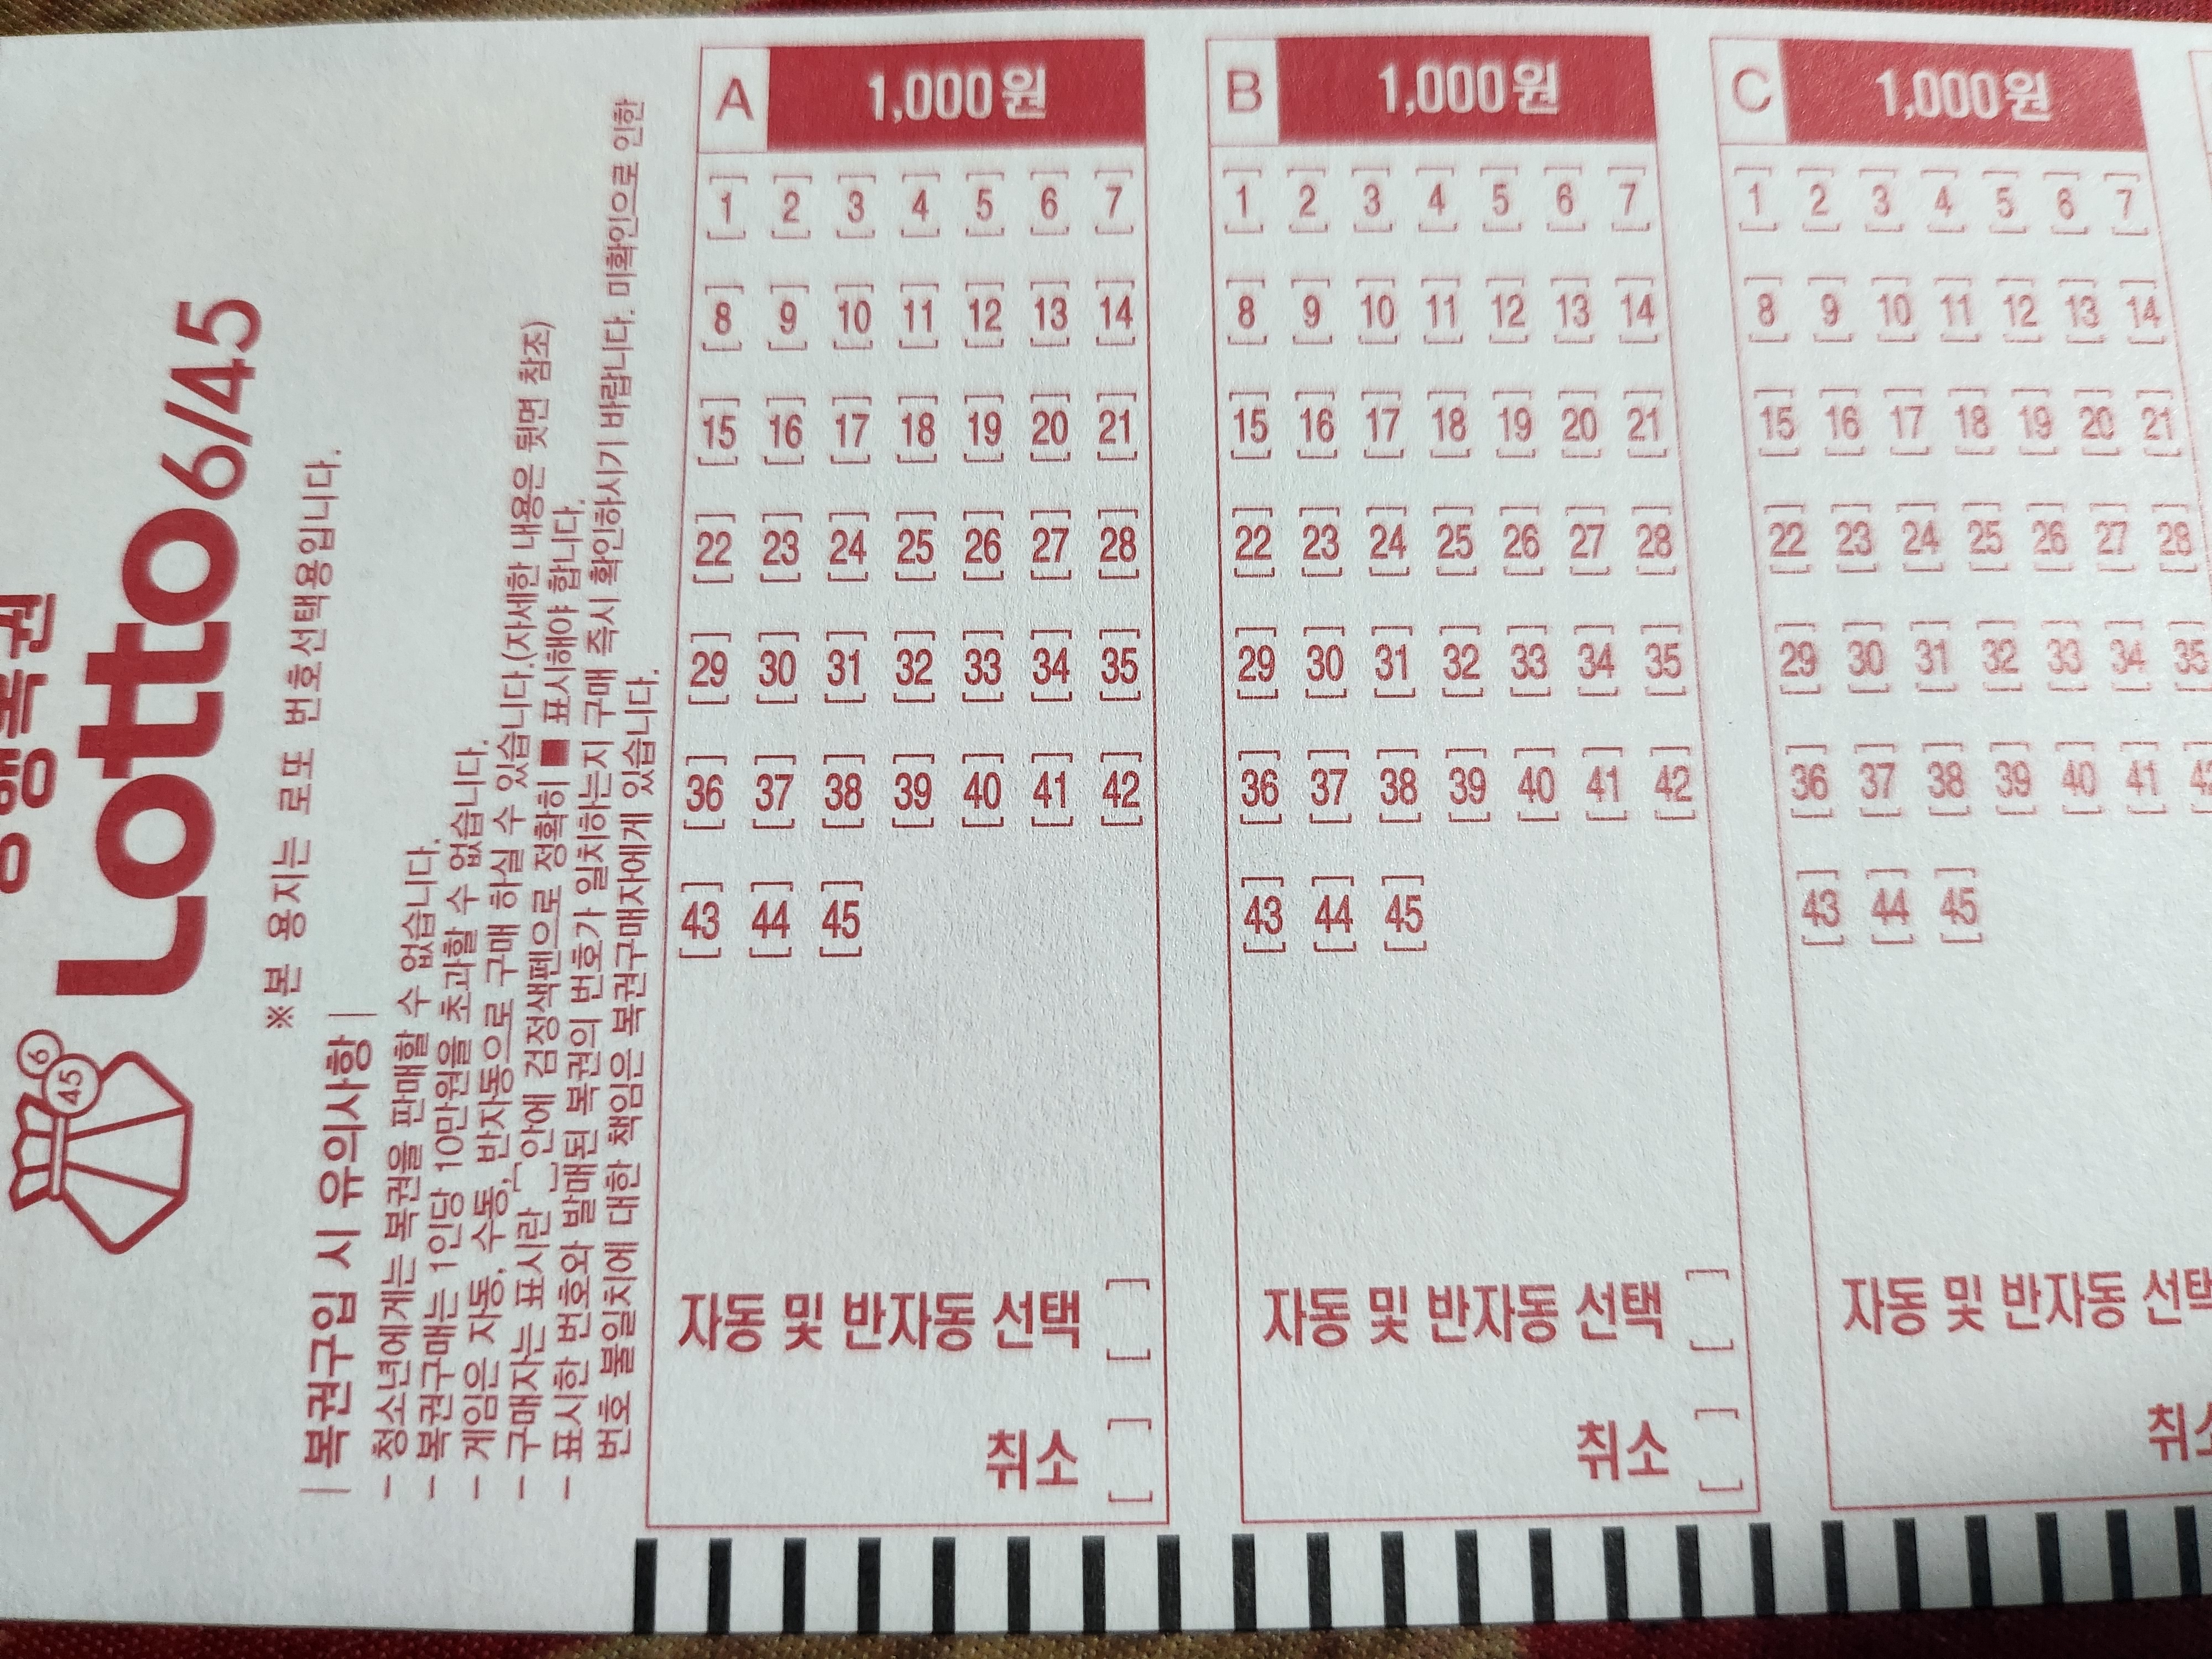 행복권
Lotto6/45
6
45
※본 용지는 로또 번호선택용입니다.
| 복권구입 시 유의사항 |
- 청소년에게는 복권을 판매할 수 없습니다.
- 복권구매는 1인당 10만원을 초과할 수 없습니다.
- 게임은 자동, 수동, 반자동으로 구매 하실 수 있습니다.(자세한 내용은 뒷면 참조)
- 구매자는 표시란 [ ]안에 검정색펜으로 정확히 ■ 표시해야 합니다.
- 표시한 번호와 발매된 복권의 번호가 일치하는지 구매 즉시 확인하시기 바랍니다. 미확인으로 인한
번호 불일치에 대한 책임은 복권구매자에게 있습니다.
A 1,000원
1 2 3 4 5 6 7
8 9 10 11 12 13 14
15 16 17 18 19 20 21
22 23 24 25 26 27 28
29 30 31 32 33 34 35
36 37 38 39 40 41 42
43 44 45
자동 및 반자동 선택 [ ]
취소 [ ]
B 1,000원
1 2 3 4 5 6 7
8 9 10 11 12 13 14
15 16 17 18 19 20 21
22 23 24 25 26 27 28
29 30 31 32 33 34 35
36 37 38 39 40 41 42
43 44 45
자동 및 반자동 선택 [ ]
취소 [ ]
C 1,000원
1 2 3 4 5 6 7
8 9 10 11 12 13 14
15 16 17 18 19 20 21
22 23 24 25 26 27 28
29 30 31 32 33 34 35
36 37 38 39 40 41 42
43 44 45
자동 및 반자동 선택
취소